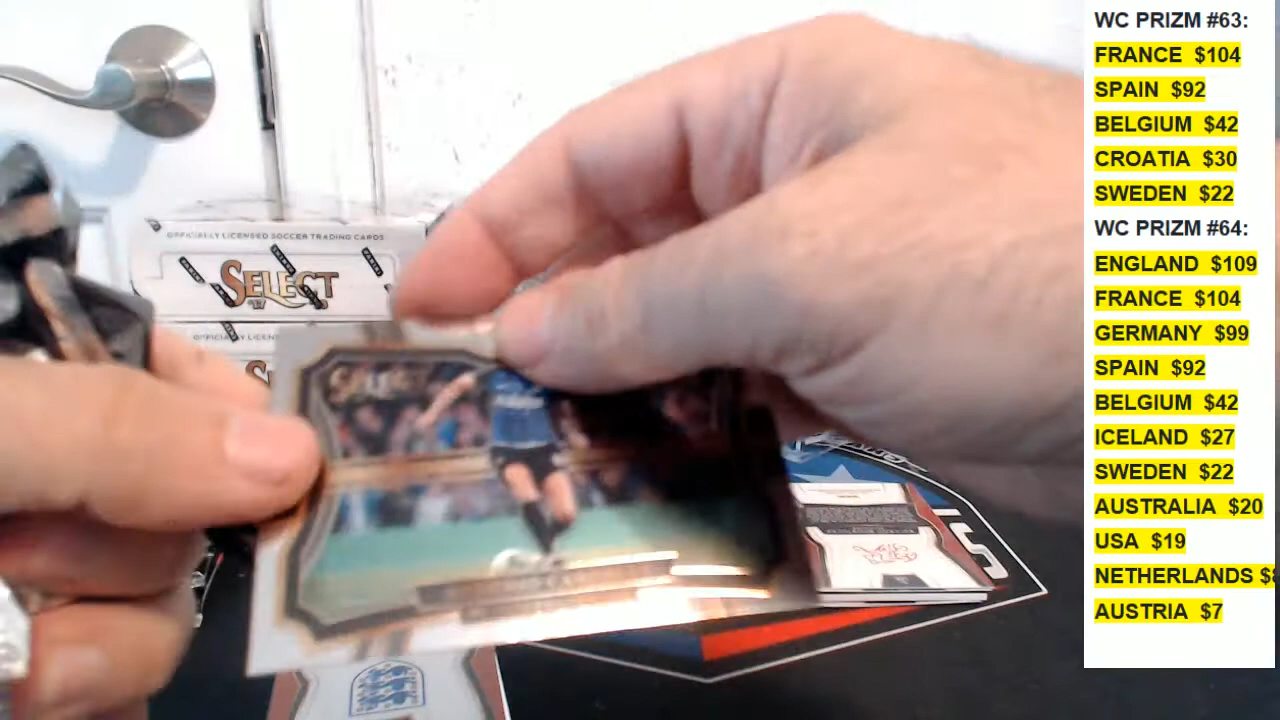 OFFICIALLY LICENSED SOCCER TRADING CARDS
SELECT
SELECT
WC PRIZM #63:
FRANCE $104
SPAIN $92
BELGIUM $42
CROATIA $30
SWEDEN $22
WC PRIZM #64:
ENGLAND $109
FRANCE $104
GERMANY $99
SPAIN $92
BELGIUM $42
ICELAND $27
SWEDEN $22
AUSTRALIA $20
USA $19
NETHERLANDS $8
AUSTRIA $7